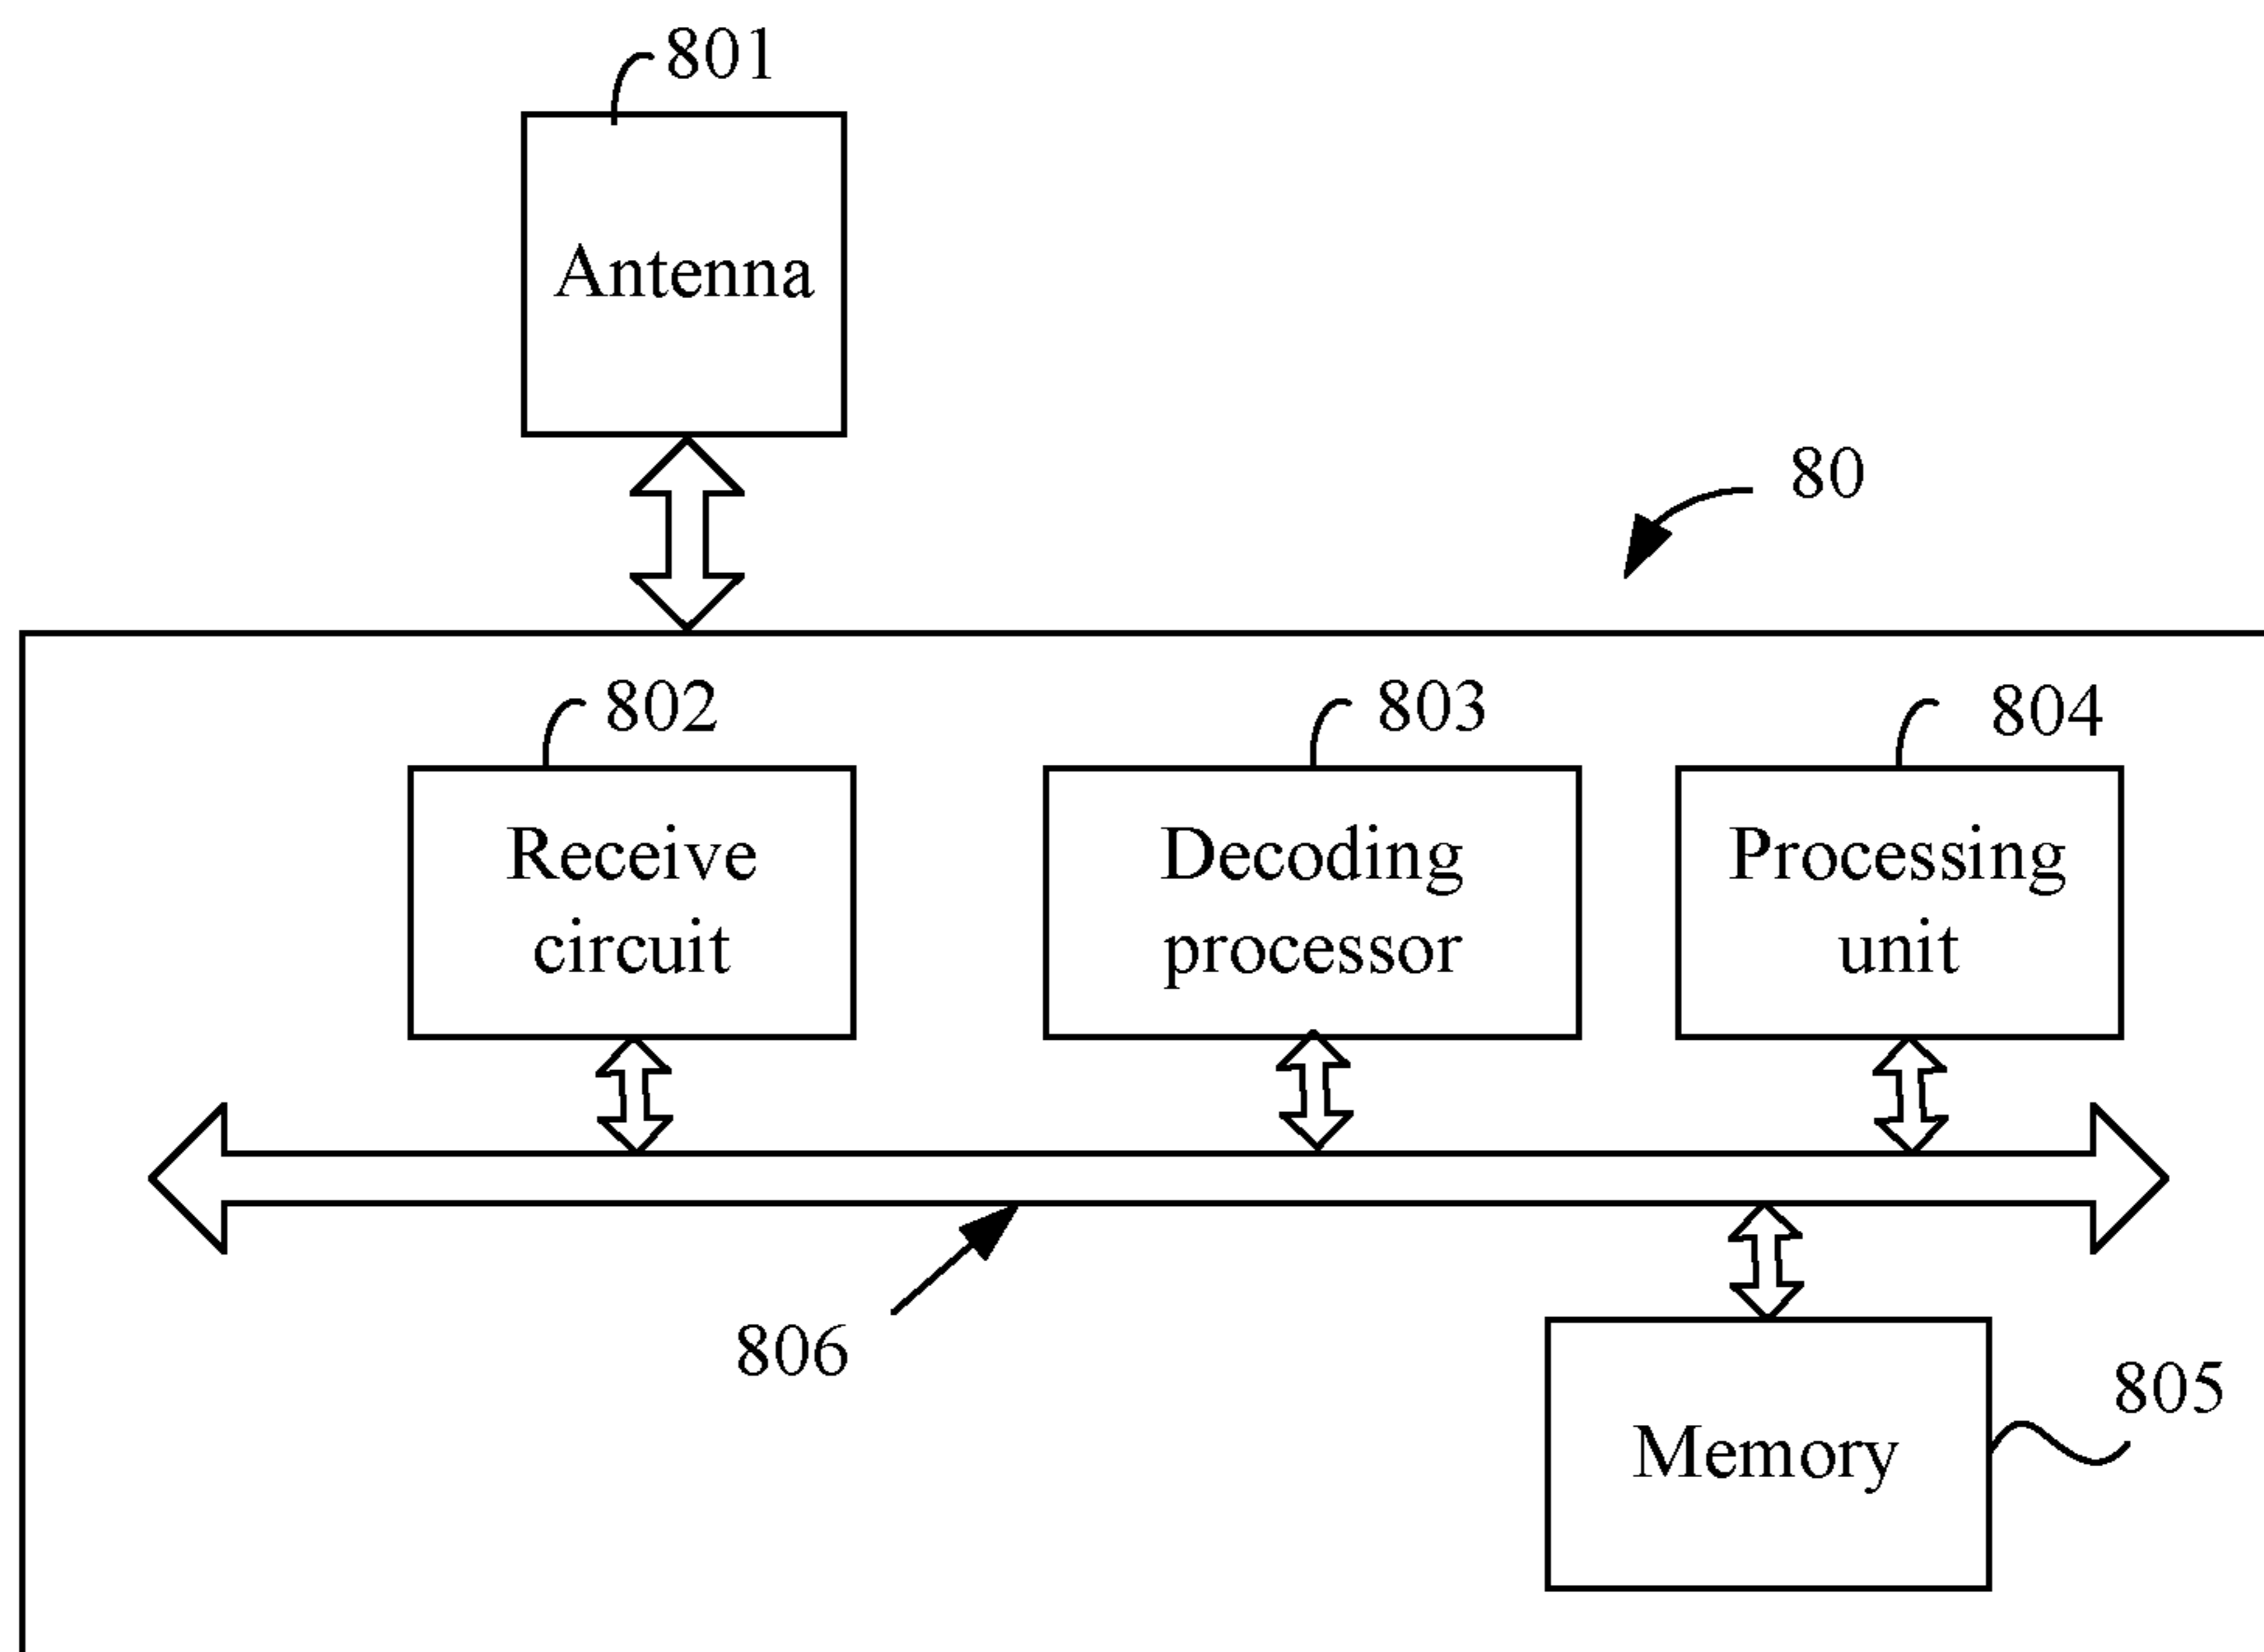 801
Antenna
80
802
803
804
Receive
circuit
Decoding
processor
Processing
unit
806
805
Memory